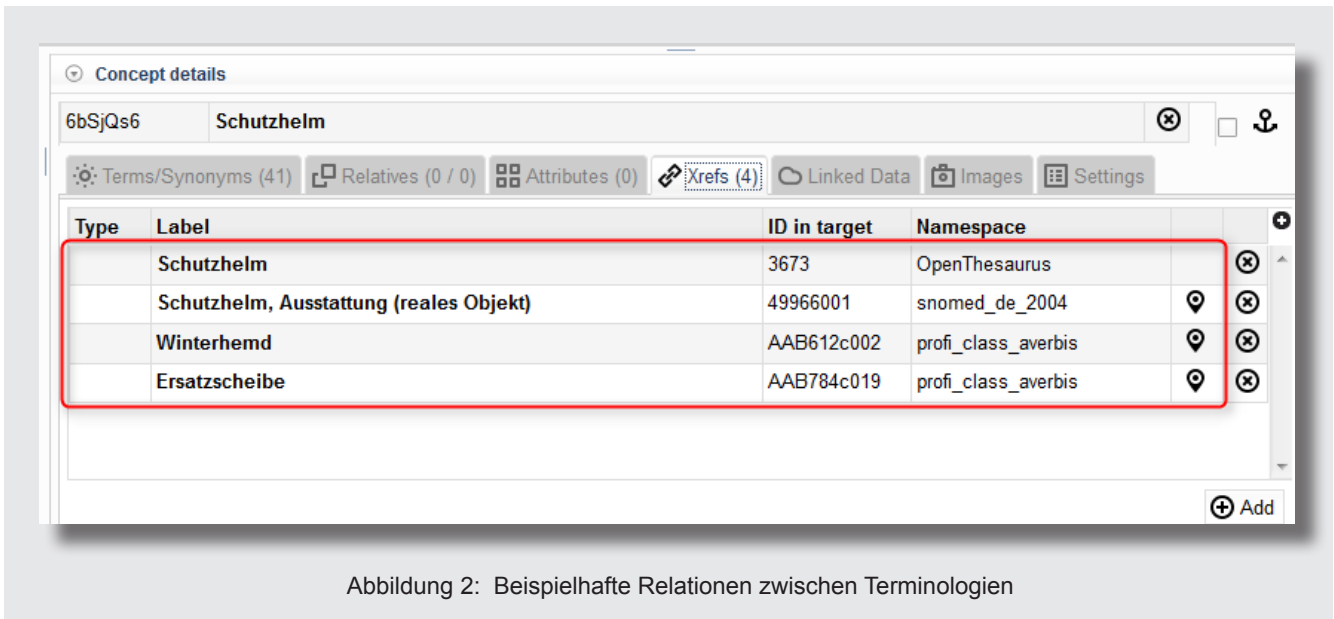 Concept details
6bSjQs6 Schutzhelm
Terms/Synonyms (41) Relatives (0 / 0) Attributes (0) Xrefs (4) Linked Data Images Settings
Type Label ID in target Namespace
Schutzhelm 3673 OpenThesaurus
Schutzhelm, Ausstattung (reales Objekt) 49966001 snomed_de_2004
Winterhemd AAB612c002 profi_class_averbis
Ersatzscheibe AAB784c019 profi_class_averbis
Add
Abbildung 2: Beispielhafte Relationen zwischen Terminologien